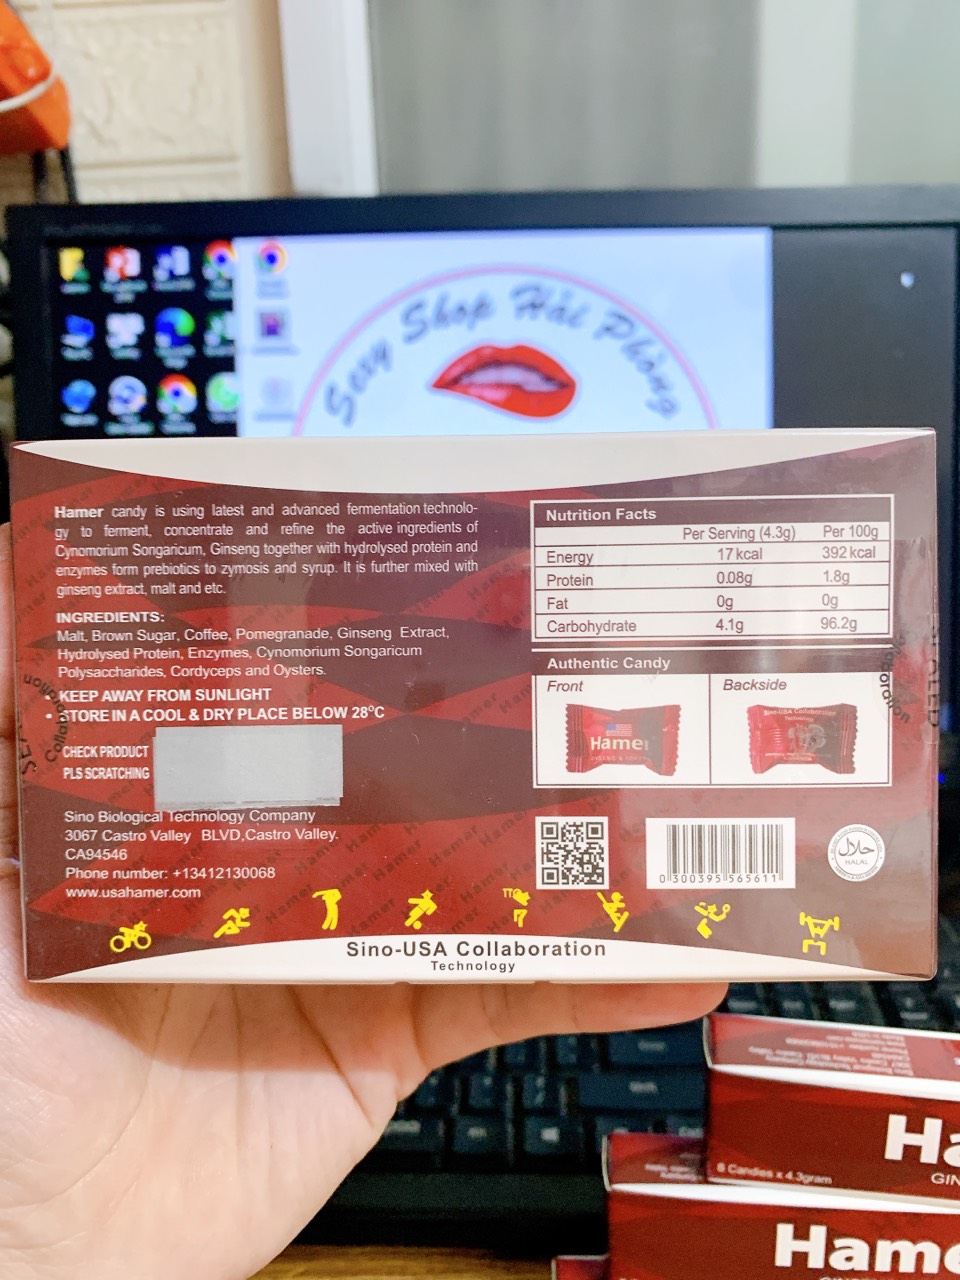 Sexy Shop Hải Phòng
Hamer candy is using latest and advanced fermentation technolo-
gy to ferment, concentrate and refine the active ingredients of
Cynomorium Songaricum, Ginseng together with hydrolysed protein and
enzymes form prebiotics to zymosis and syrup. It is further mixed with
ginseng extract, malt and etc.
INGREDIENTS:
Malt, Brown Sugar, Coffee, Pomegranade, Ginseng Extract,
Hydrolysed Protein, Enzymes, Cynomorium Songaricum
Polysaccharides, Cordyceps and Oysters.
• KEEP AWAY FROM SUNLIGHT
• STORE IN A COOL & DRY PLACE BELOW 28°C
CHECK PRODUCT
PLS SCRATCHING
Sino Biological Technology Company
3067 Castro Valley BLVD,Castro Valley.
CA94546
Phone number: +13412130068
www.usahamer.com
Nutrition Facts
Per Serving (4.3g) Per 100g
Energy 17 kcal 392 kcal
Protein 0.08g 1.8g
Fat 0g 0g
Carbohydrate 4.1g 96.2g
Authentic Candy
Front Backside
Hamer
Sino-USA Collaboration
Technology
0 300395 565611
حلال
HALAL
Sino-USA Collaboration
Technology
8 Candies x 4.3gram
Ha
GIN
Hame